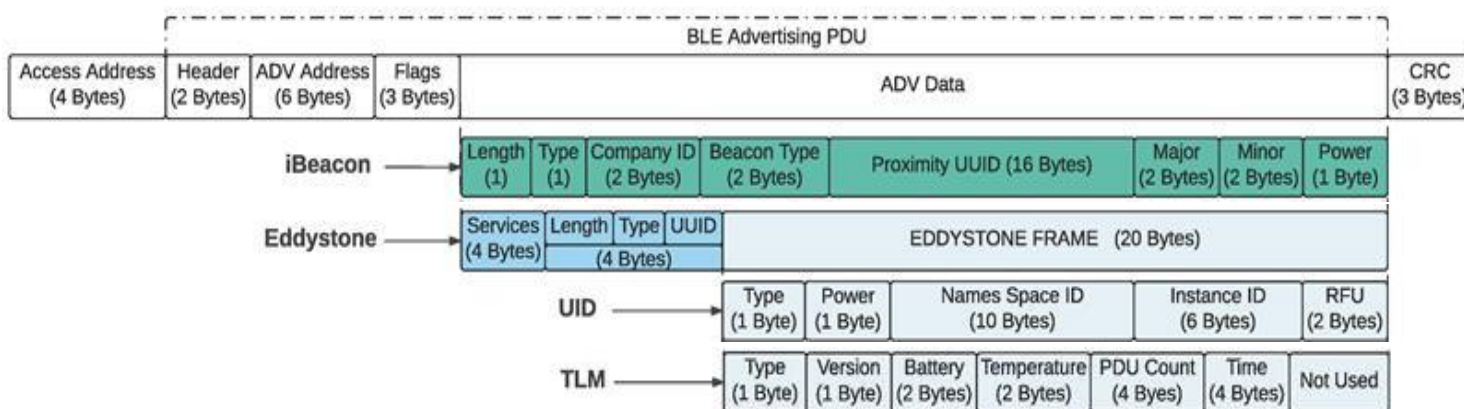 BLE Advertising PDU
Access Address Header ADV Address Flags ADV Data CRC
(4 Bytes) (2 Bytes) (6 Bytes) (3 Bytes) (3 Bytes)
iBeacon Length Type Company ID Beacon Type Proximity UUID (16 Bytes) Major Minor Power
(1) (1) (2 Bytes) (2 Bytes) (2 Bytes) (2 Bytes) (1 Byte)
Eddystone Services Length Type UUID EDDYSTONE FRAME (20 Bytes)
(4 Bytes) (4 Bytes)
UID Type Power Names Space ID Instance ID RFU
(1 Byte) (1 Byte) (10 Bytes) (6 Bytes) (2 Bytes)
TLM Type Version Battery Temperature PDU Count Time Not Used
(1 Byte) (1 Byte) (2 Bytes) (2 Bytes) (4 Byes) (4 Bytes)